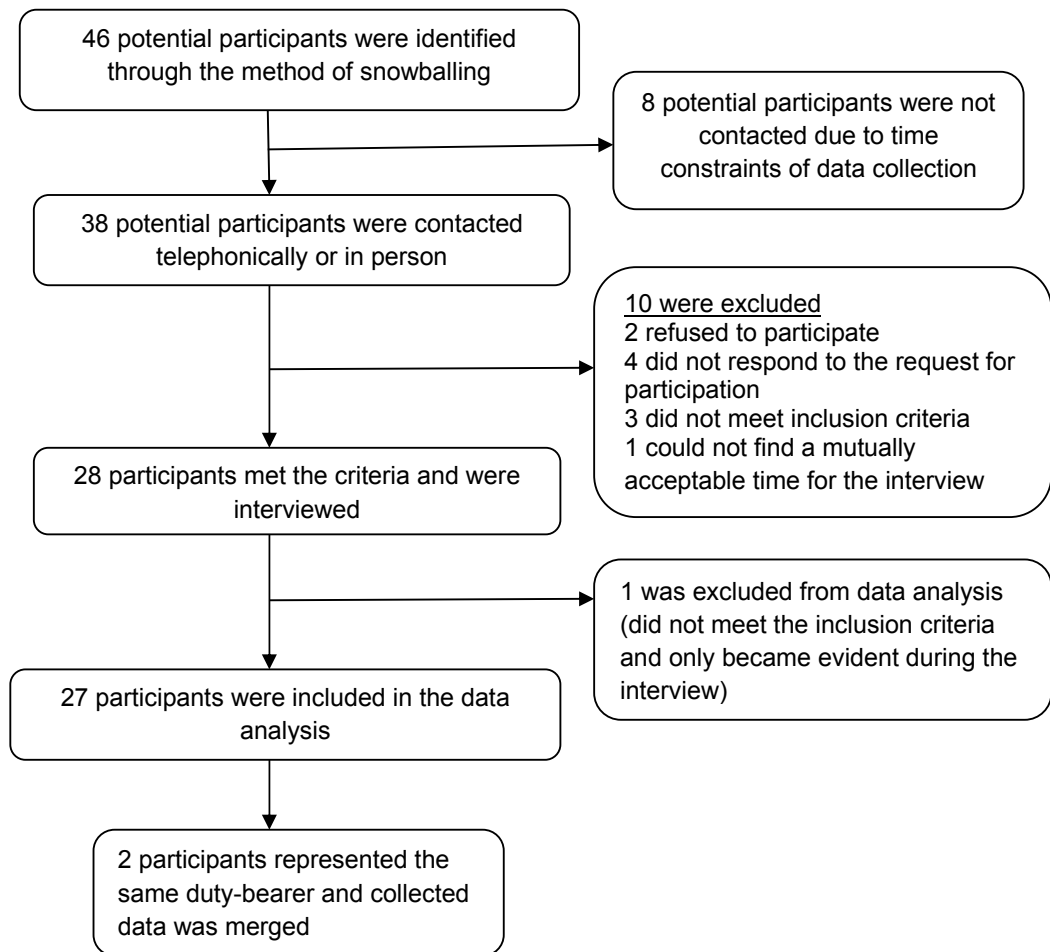 46 potential participants were identified
through the method of snowballing
8 potential participants were not
contacted due to time
constraints of data collection
38 potential participants were contacted
telephonically or in person
10 were excluded
2 refused to participate
4 did not respond to the request for
participation
3 did not meet inclusion criteria
1 could not find a mutually
acceptable time for the interview
28 participants met the criteria and were
interviewed
1 was excluded from data analysis
(did not meet the inclusion criteria
and only became evident during the
interview)
27 participants were included in the data
analysis
2 participants represented the
same duty-bearer and collected
data was merged